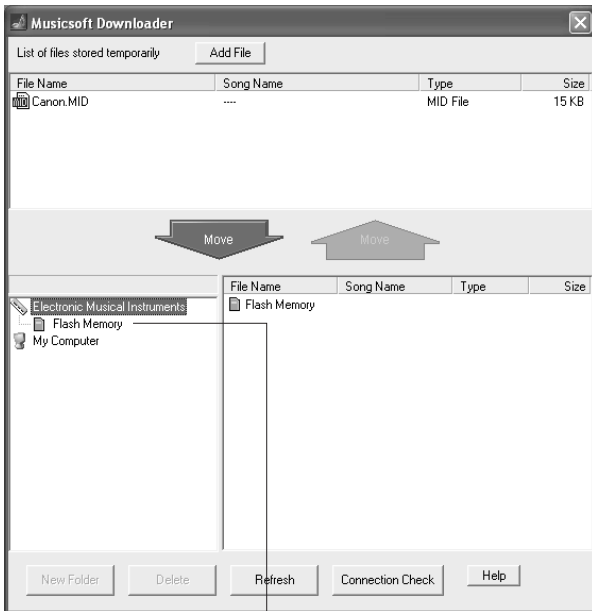 Musicsoft Downloader
List of files stored temporarily Add File
File Name Song Name Type Size
Canon.MID ---- MID File 15 KB
Move Move
File Name Song Name Type Size
Electronic Musical Instruments Flash Memory
Flash Memory
My Computer
New Folder Delete Refresh Connection Check Help